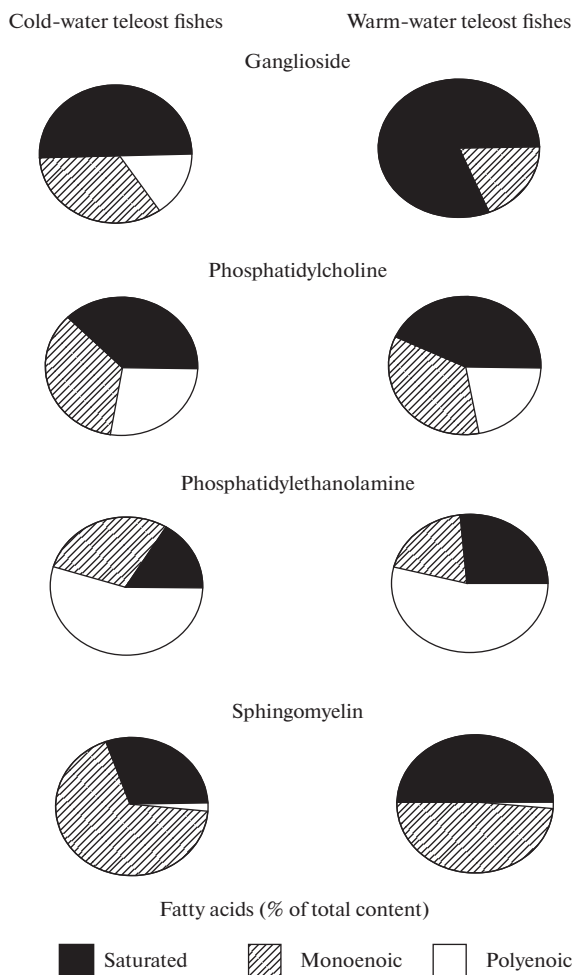 Cold-water teleost fishes Warm-water teleost fishes
Ganglioside
Phosphatidylcholine
Phosphatidylethanolamine
Sphingomyelin
Fatty acids (% of total content)
Saturated Monoenoic Polyenoic